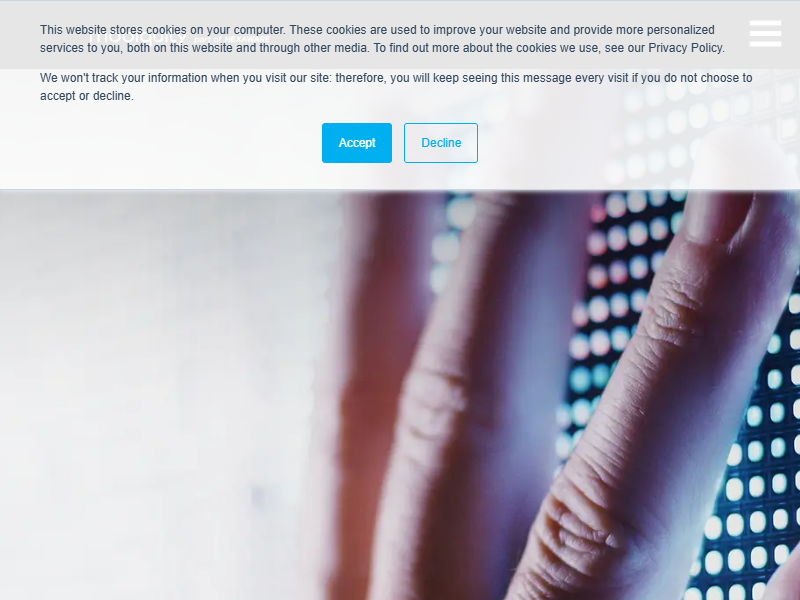 This website stores cookies on your computer. These cookies are used to improve your website and provide more personalized
services to you, both on this website and through other media. To find out more about the cookies we use, see our Privacy Policy.
We won't track your information when you visit our site: therefore, you will keep seeing this message every visit if you do not choose to
accept or decline.
Accept
Decline